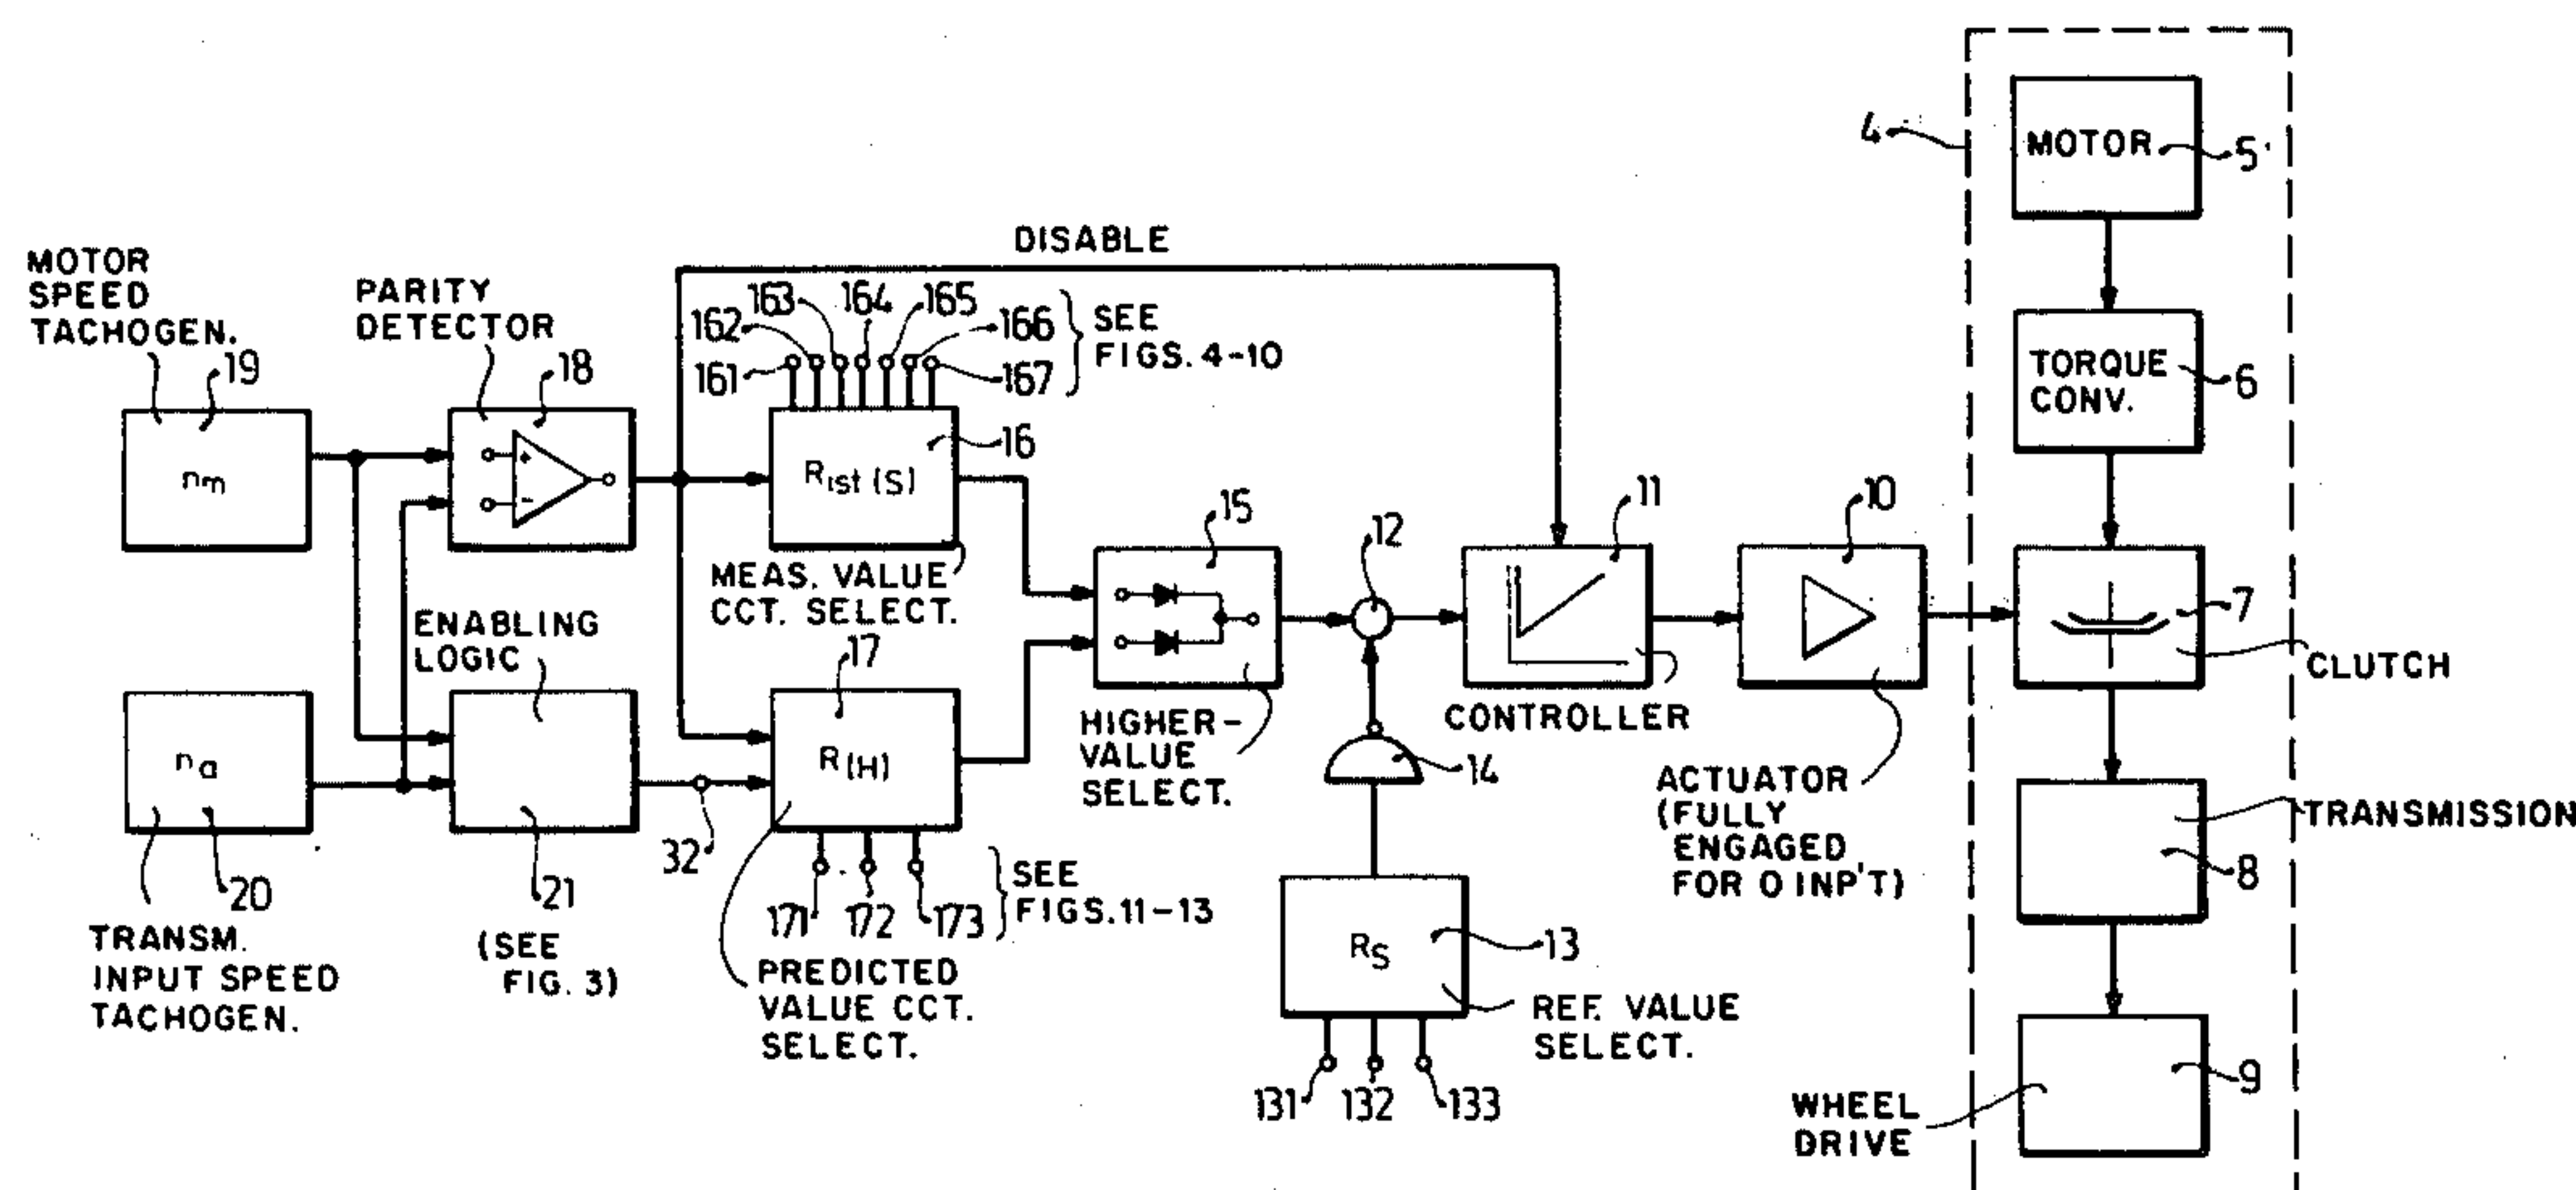 4
MOTOR
5
DISABLE
MOTOR
SPEED
TACHOGEN.
19
PARITY
DETECTOR
18
161
162
163
164
165
166
167
SEE
FIGS. 4-10
TORQUE
CONV.
6
nm
+
-
Rist (S)
16
MEAS. VALUE
CCT. SELECT.
15
12
11
10
7
CLUTCH
ENABLING
LOGIC
17
na
20
TRANSM.
INPUT SPEED
TACHOGEN.
21
(SEE
FIG. 3)
32
R(H)
171
172
173
SEE
FIGS. 11-13
PREDICTED
VALUE CCT.
SELECT.
HIGHER-
VALUE
SELECT.
14
CONTROLLER
ACTUATOR
(FULLY
ENGAGED
FOR 0 INP'T)
TRANSMISSION
8
RS
13
REF. VALUE
SELECT.
131
132
133
WHEEL
DRIVE
9